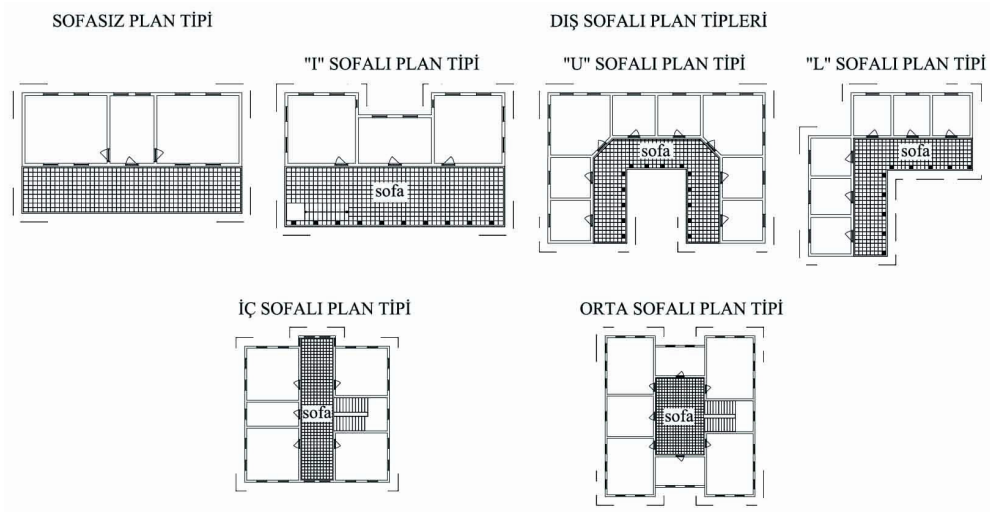 SOFASIZ PLAN TİPİ
DIŞ SOFALI PLAN TİPLERİ
"I" SOFALI PLAN TİPİ
"U" SOFALI PLAN TİPİ
"L" SOFALI PLAN TİPİ
sofa
sofa
sofa
İÇ SOFALI PLAN TİPİ
ORTA SOFALI PLAN TİPİ
sofa
sofa